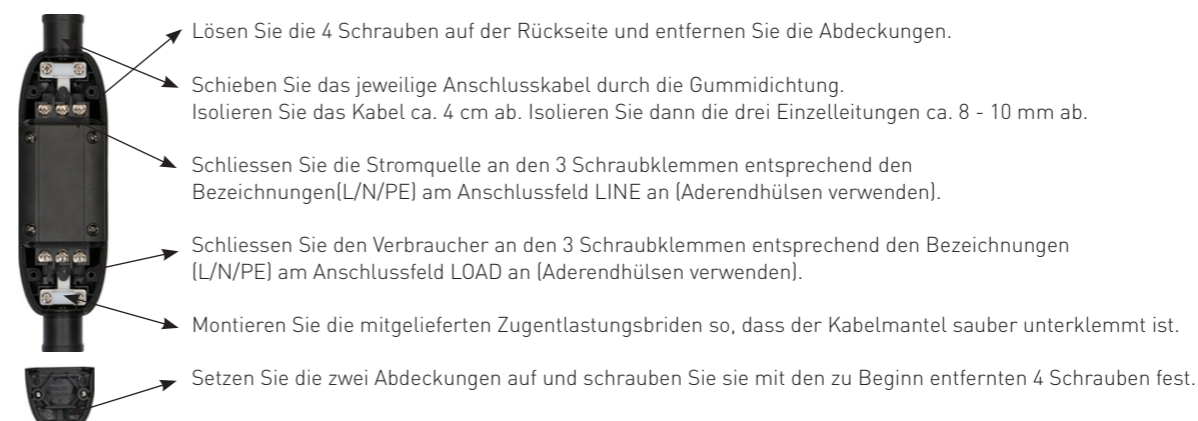 Lösen Sie die 4 Schrauben auf der Rückseite und entfernen Sie die Abdeckungen.
Schieben Sie das jeweilige Anschlusskabel durch die Gummidichtung.
Isolieren Sie das Kabel ca. 4 cm ab. Isolieren Sie dann die drei Einzelleitungen ca. 8 - 10 mm ab.
Schliessen Sie die Stromquelle an den 3 Schraubklemmen entsprechend den
Bezeichnungen(L/N/PE) am Anschlussfeld LINE an (Aderendhülsen verwenden).
Schliessen Sie den Verbraucher an den 3 Schraubklemmen entsprechend den Bezeichnungen
(L/N/PE) am Anschlussfeld LOAD an (Aderendhülsen verwenden).
Montieren Sie die mitgelieferten Zugentlastungsbriden so, dass der Kabelmantel sauber unterklemmt ist.
Setzen Sie die zwei Abdeckungen auf und schrauben Sie sie mit den zu Beginn entfernten 4 Schrauben fest.